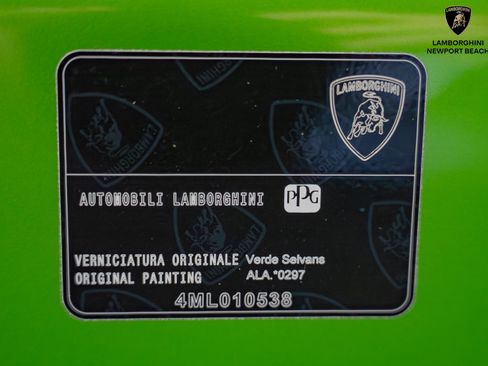 LAMBORGHINI
NEWPORT BEACH
LAMBORGHINI
AUTOMOBILI LAMBORGHINI PPG
VERNICIATURA ORIGINALE Verde Selvans
ORIGINAL PAINTING ALA.°0297
4ML010538